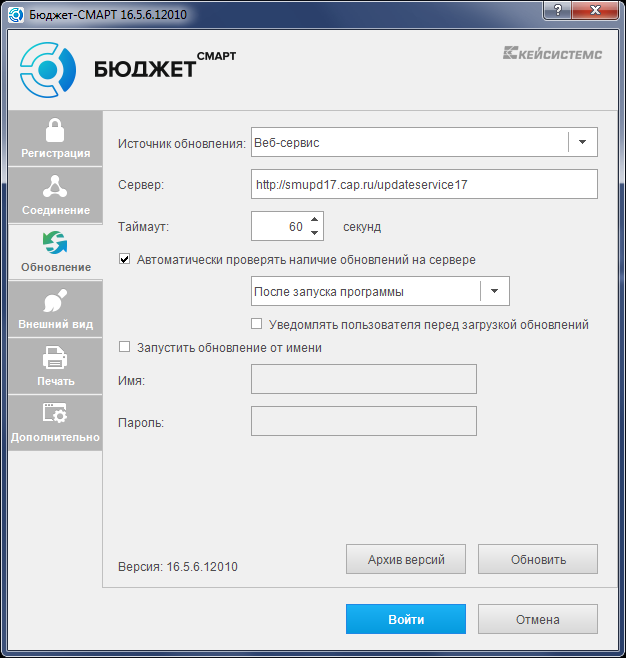 Бюджет-СМАРТ 16.5.6.12010
БЮДЖЕТ СМАРТ
КЕЙСИСТЕМС
Регистрация
Соединение
Обновление
Внешний вид
Печать
Дополнительно
Источник обновления: Веб-сервис
Сервер: http://smupd17.cap.ru/updateservice17
Таймаут: 60 секунд
Автоматически проверять наличие обновлений на сервере
После запуска программы
Уведомлять пользователя перед загрузкой обновлений
Запустить обновление от имени
Имя:
Пароль:
Версия: 16.5.6.12010
Архив версий
Обновить
Войти
Отмена